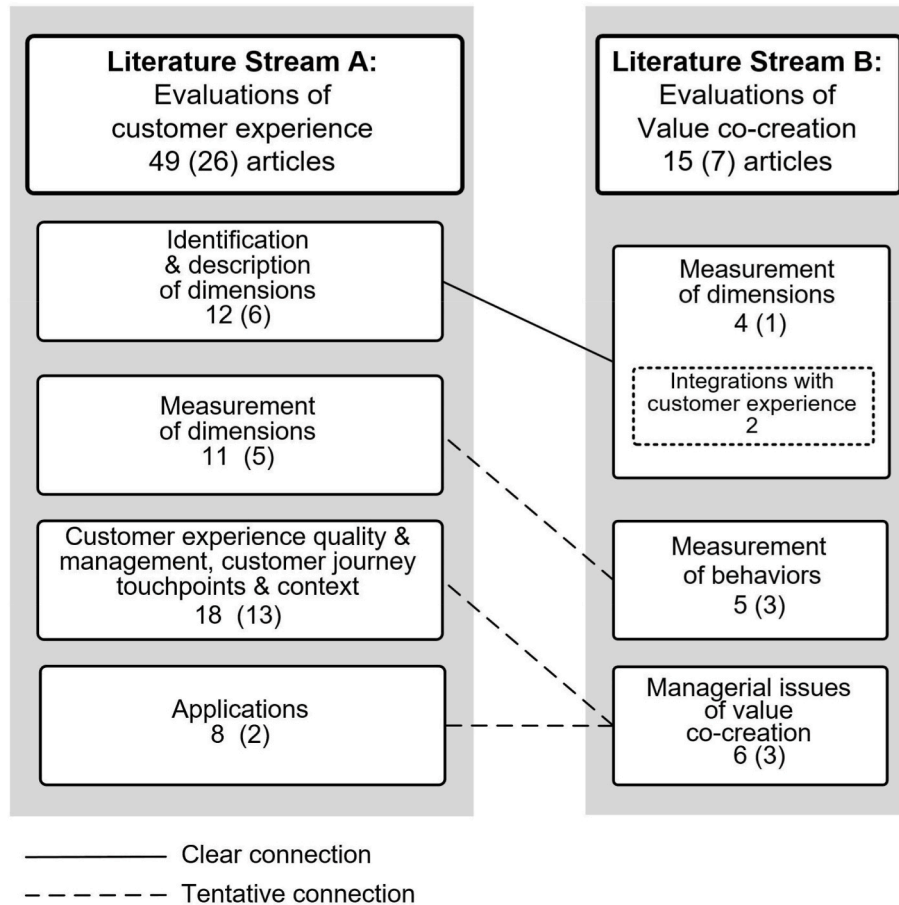 Literature Stream A:
Evaluations of
customer experience
49 (26) articles
Identification
& description
of dimensions
12 (6)
Measurement
of dimensions
11 (5)
Customer experience quality &
management, customer journey
touchpoints & context
18 (13)
Applications
8 (2)
Literature Stream B:
Evaluations of
Value co-creation
15 (7) articles
Measurement
of dimensions
4 (1)
Integrations with
customer experience
2
Measurement
of behaviors
5 (3)
Managerial issues
of value
co-creation
6 (3)
Clear connection
Tentative connection